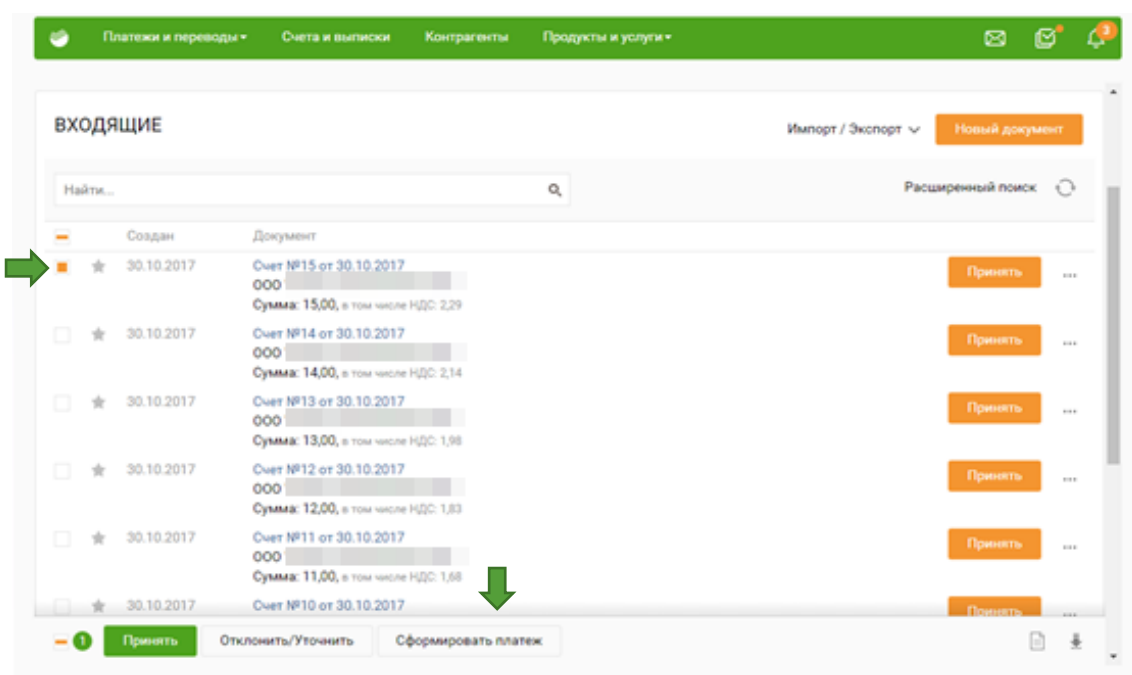 Платежи и переводы Счета и выписки Контрагенты Продукты и услуги 3
ВХОДЯЩИЕ Импорт / Экспорт Новый документ
Найти... Расширенный поиск
Создан Документ
30.10.2017 Счет №15 от 30.10.2017 Принять ...
ООО
Сумма: 15,00, в том числе НДС: 2,29
30.10.2017 Счет №14 от 30.10.2017 Принять ...
ООО
Сумма: 14,00, в том числе НДС: 2,14
30.10.2017 Счет №13 от 30.10.2017 Принять ...
ООО
Сумма: 13,00, в том числе НДС: 1,98
30.10.2017 Счет №12 от 30.10.2017 Принять ...
ООО
Сумма: 12,00, в том числе НДС: 1,83
30.10.2017 Счет №11 от 30.10.2017 Принять ...
ООО
Сумма: 11,00, в том числе НДС: 1,68
30.10.2017 Счет №10 от 30.10.2017 Принять ...
1 Принять Отклонить/Уточнить Сформировать платеж